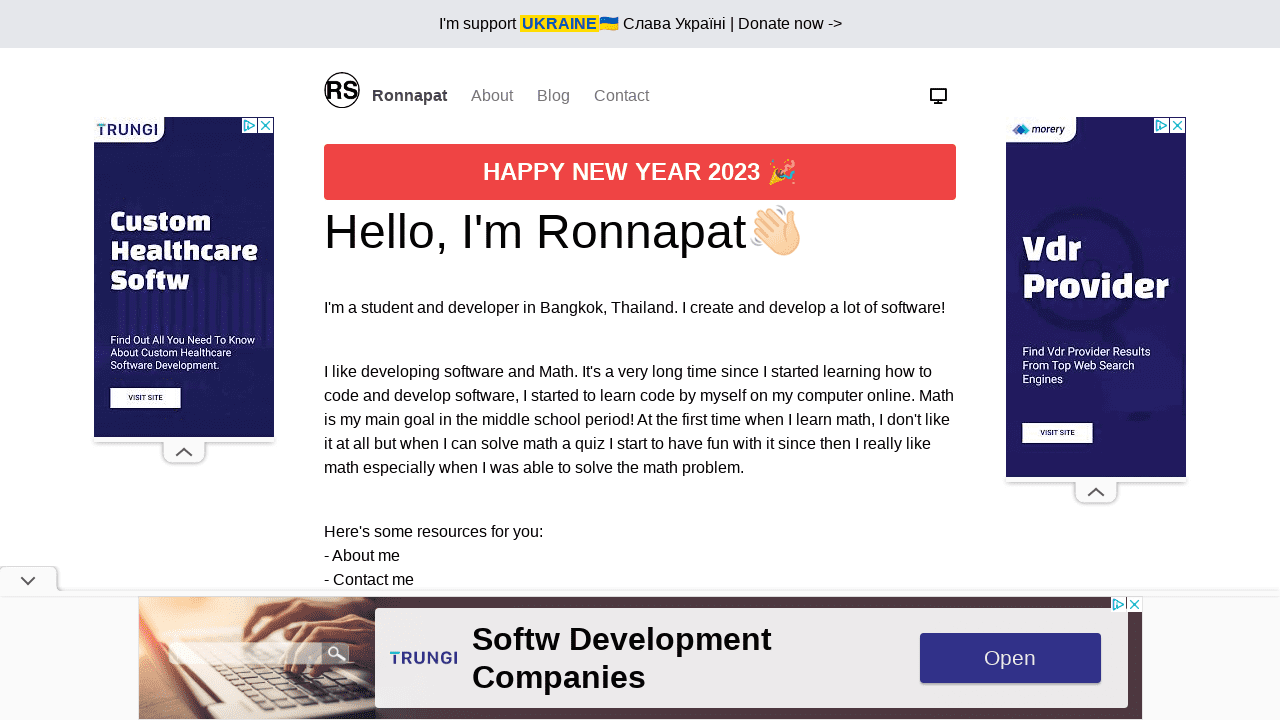 I'm support UKRAINE🇺🇦 Слава Україні | Donate now ->
RS Ronnapat About Blog Contact
HAPPY NEW YEAR 2023 🎉
Hello, I'm Ronnapat👋🏻
I'm a student and developer in Bangkok, Thailand. I create and develop a lot of software!
I like developing software and Math. It's a very long time since I started learning how to
code and develop software, I started to learn code by myself on my computer online. Math
is my main goal in the middle school period! At the first time when I learn math, I don't like
it at all but when I can solve math a quiz I start to have fun with it since then I really like
math especially when I was able to solve the math problem.
Here's some resources for you:
- About me
- Contact me
TRUNGI
Custom
Healthcare
Softw
Find Out All You Need To Know
About Custom Healthcare
Software Development.
VISIT SITE
morery
Vdr
Provider
Find Vdr Provider Results
From Top Web Search
Engines
VISIT SITE
TRUNGI
Softw Development
Companies
Open